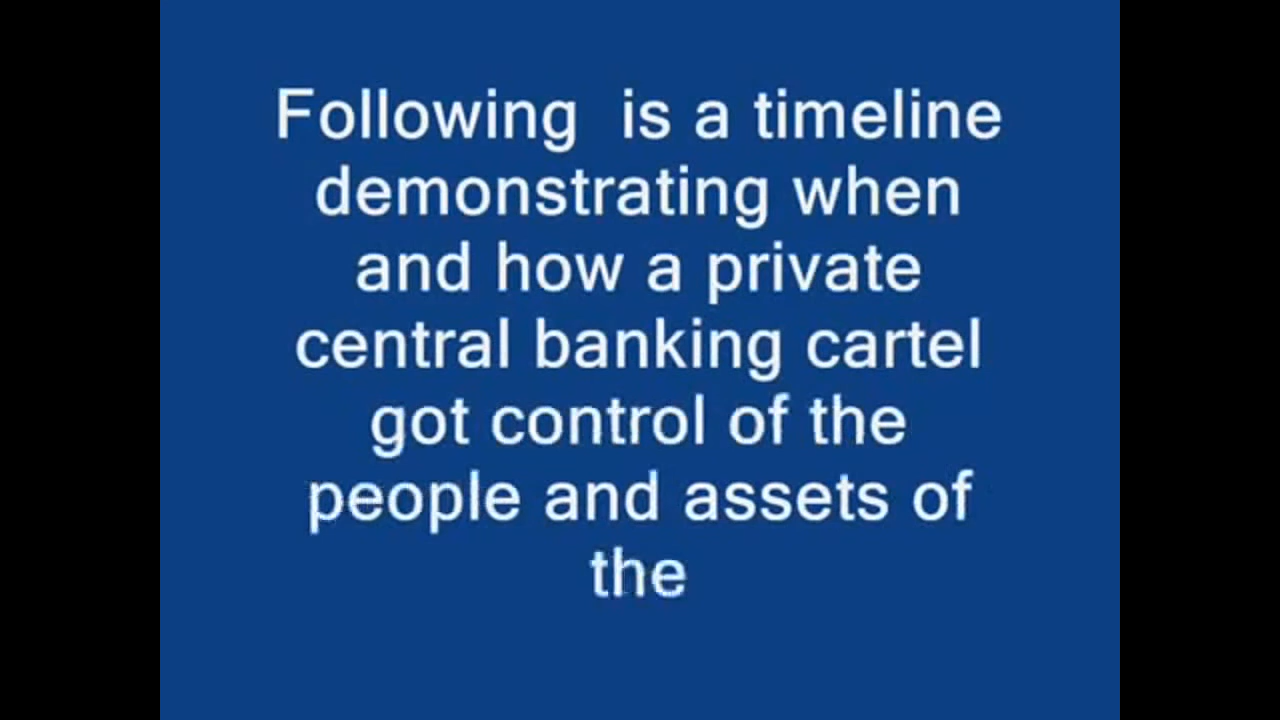 Following  is a timeline
demonstrating when
and how a private
central banking cartel
got control of the
people and assets of
the